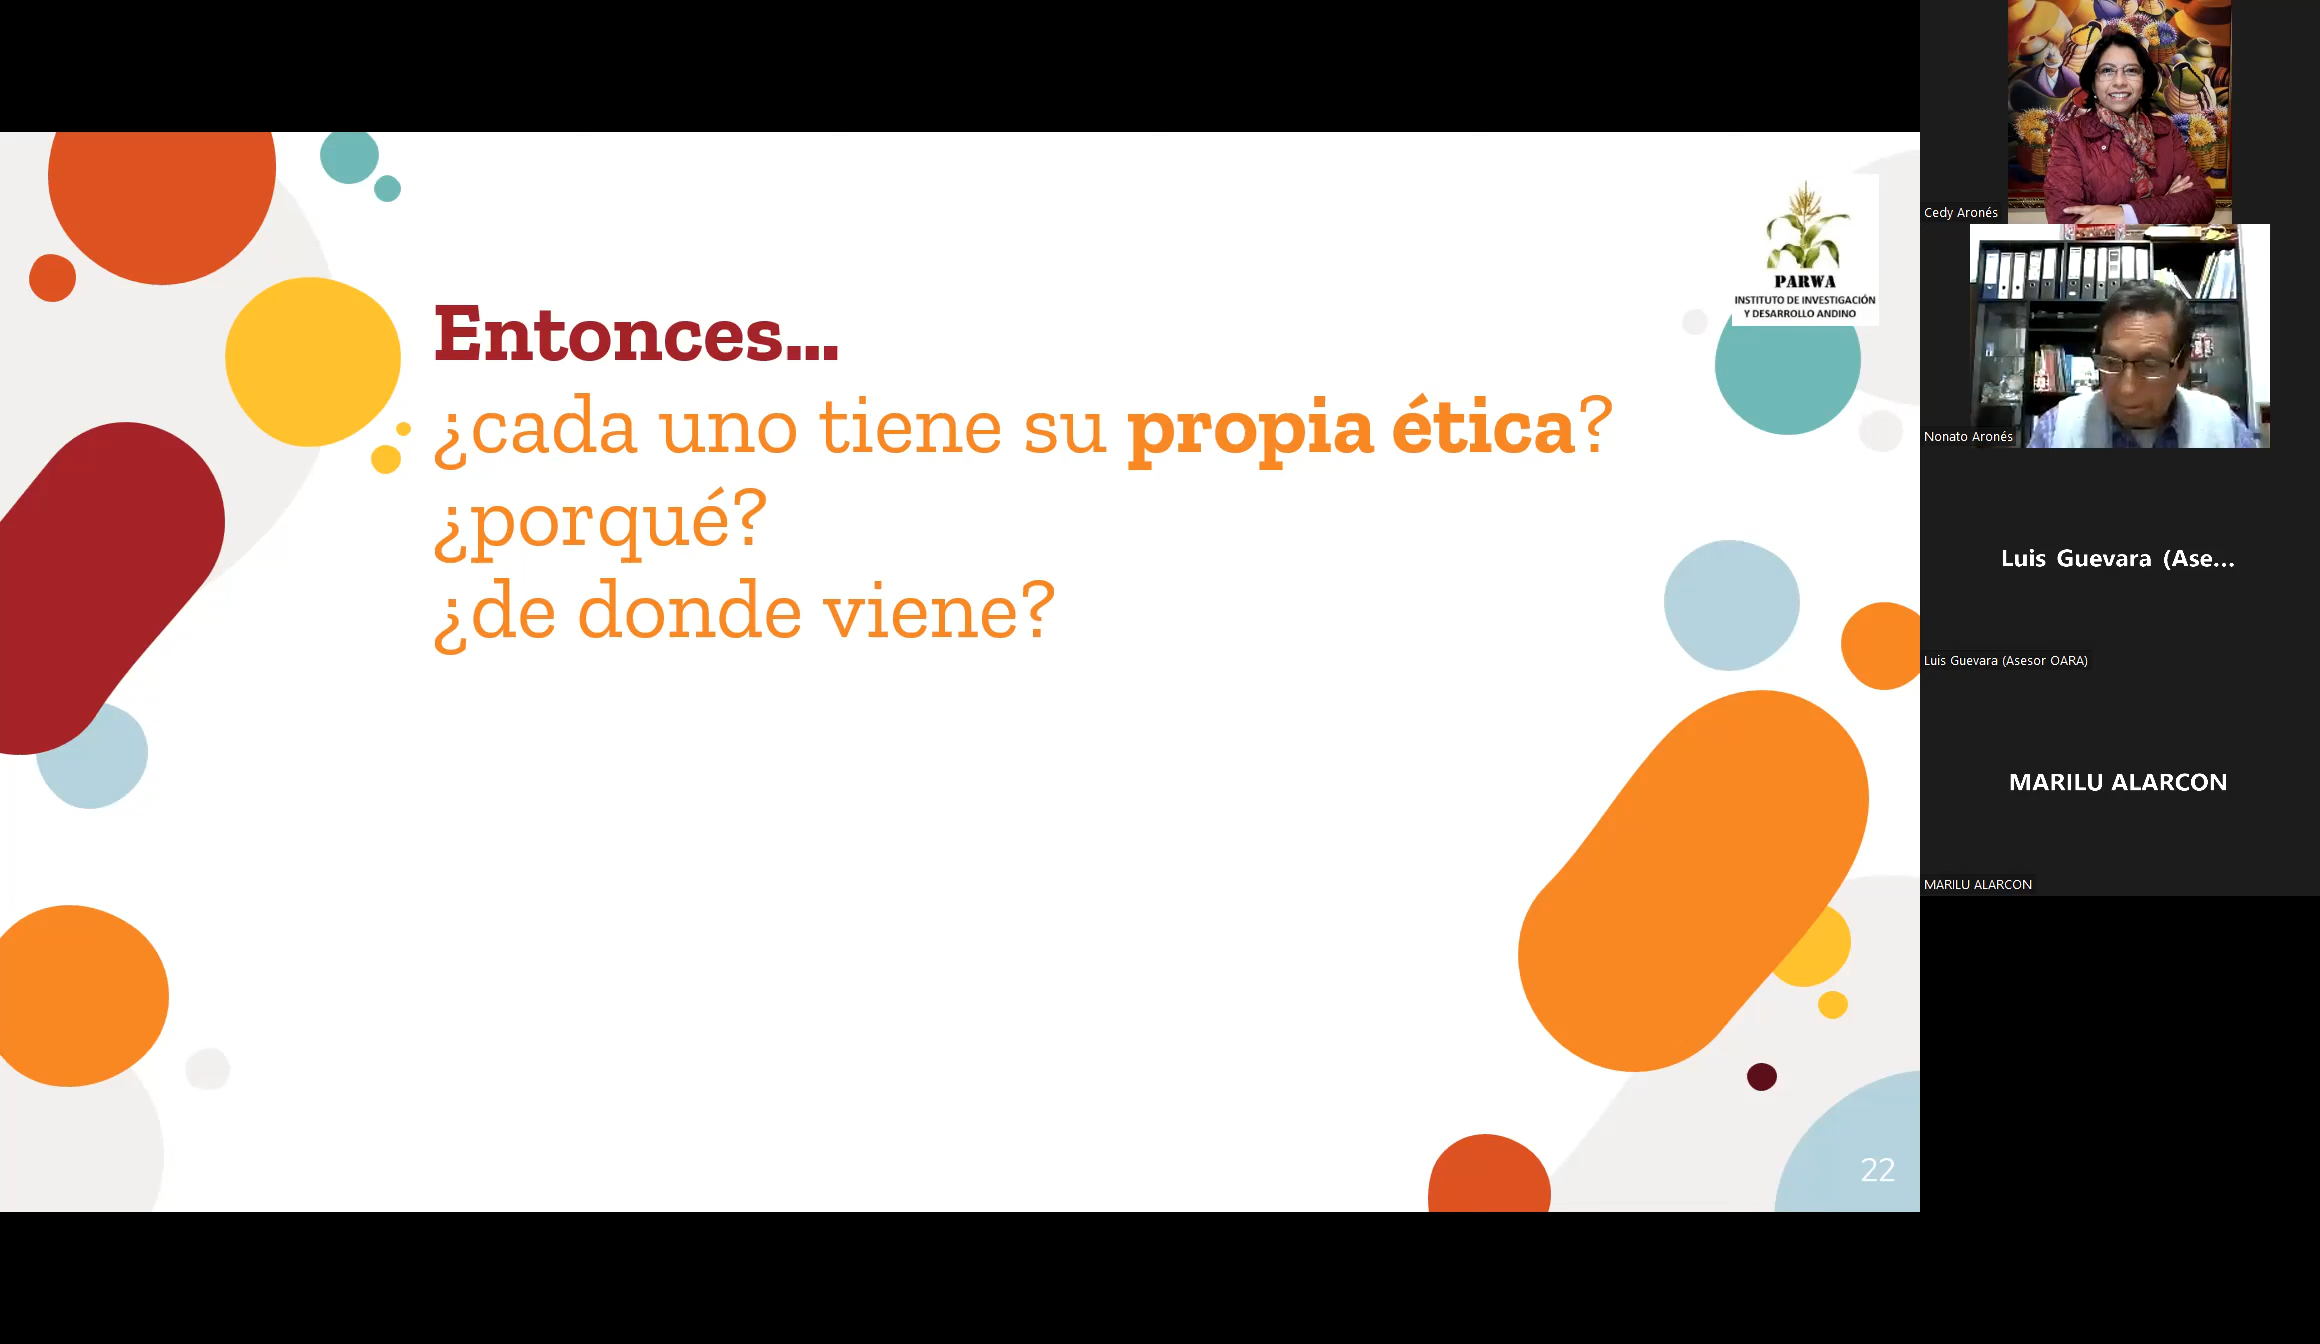 Entonces...
¿cada uno tiene su propia ética?
¿porqué?
¿de donde viene?
PARWA
INSTITUTO DE INVESTIGACIÓN
Y DESARROLLO ANDINO
22
Cedy Aronés
Nonato Aronés
Luis Guevara (Ase...
Luis Guevara (Asesor OARA)
MARILU ALARCON
MARILU ALARCON